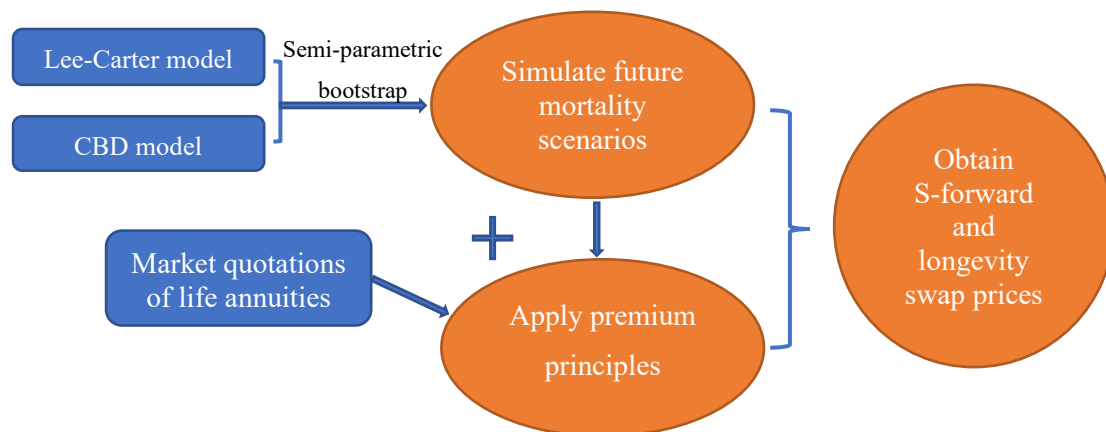 Lee-Carter model
CBD model
Semi-parametric
bootstrap
Simulate future
mortality
scenarios
Market quotations
of life annuities
Apply premium
principles
Obtain
S-forward
and
longevity
swap prices